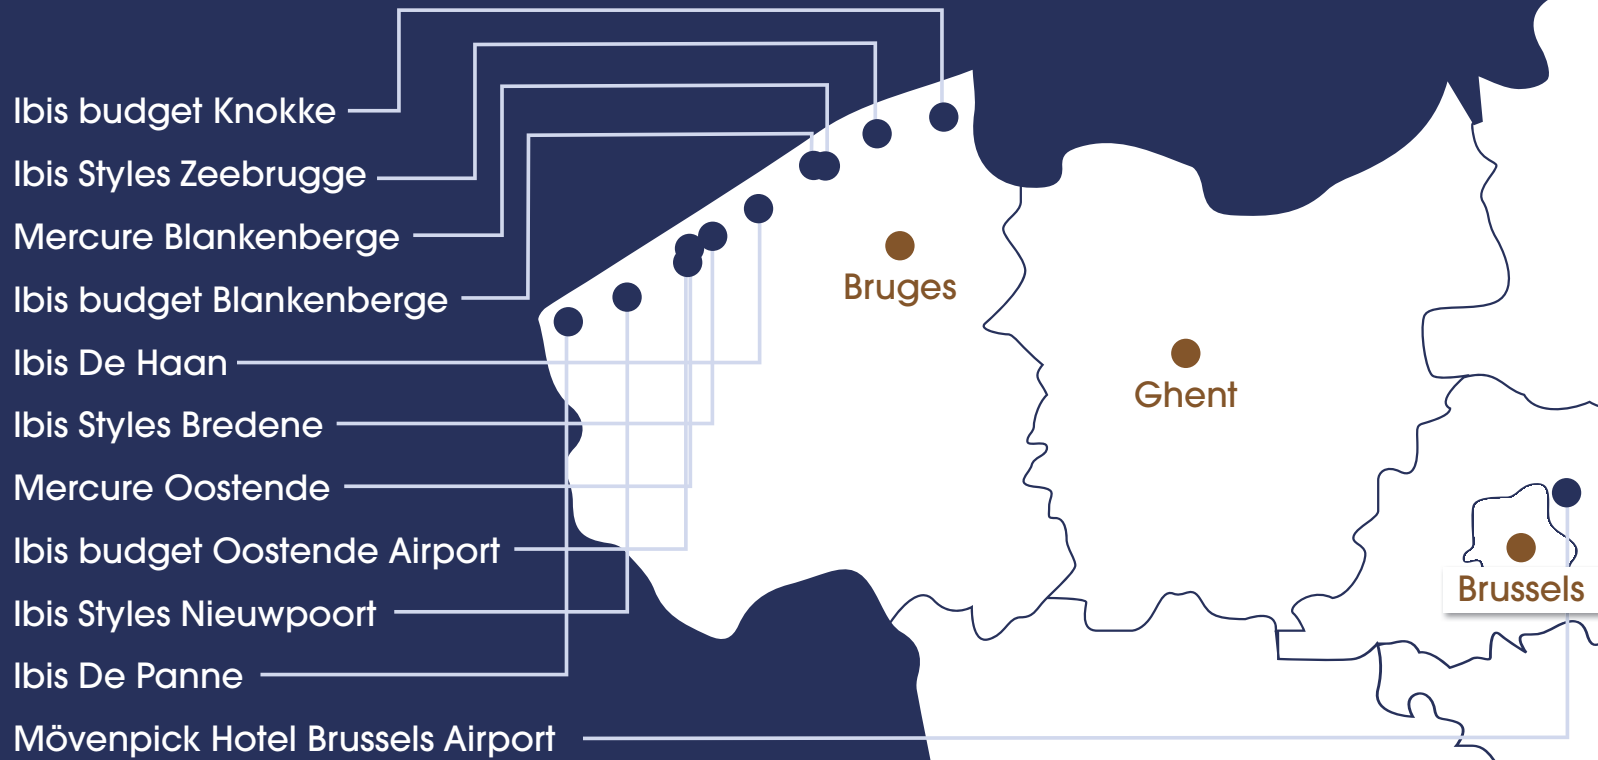 Ibis budget Knokke
Ibis Styles Zeebrugge
Mercure Blankenberge
Ibis budget Blankenberge
Ibis De Haan
Ibis Styles Bredene
Mercure Oostende
Ibis budget Oostende Airport
Ibis Styles Nieuwpoort
Ibis De Panne
Mövenpick Hotel Brussels Airport
Bruges
Ghent
Brussels